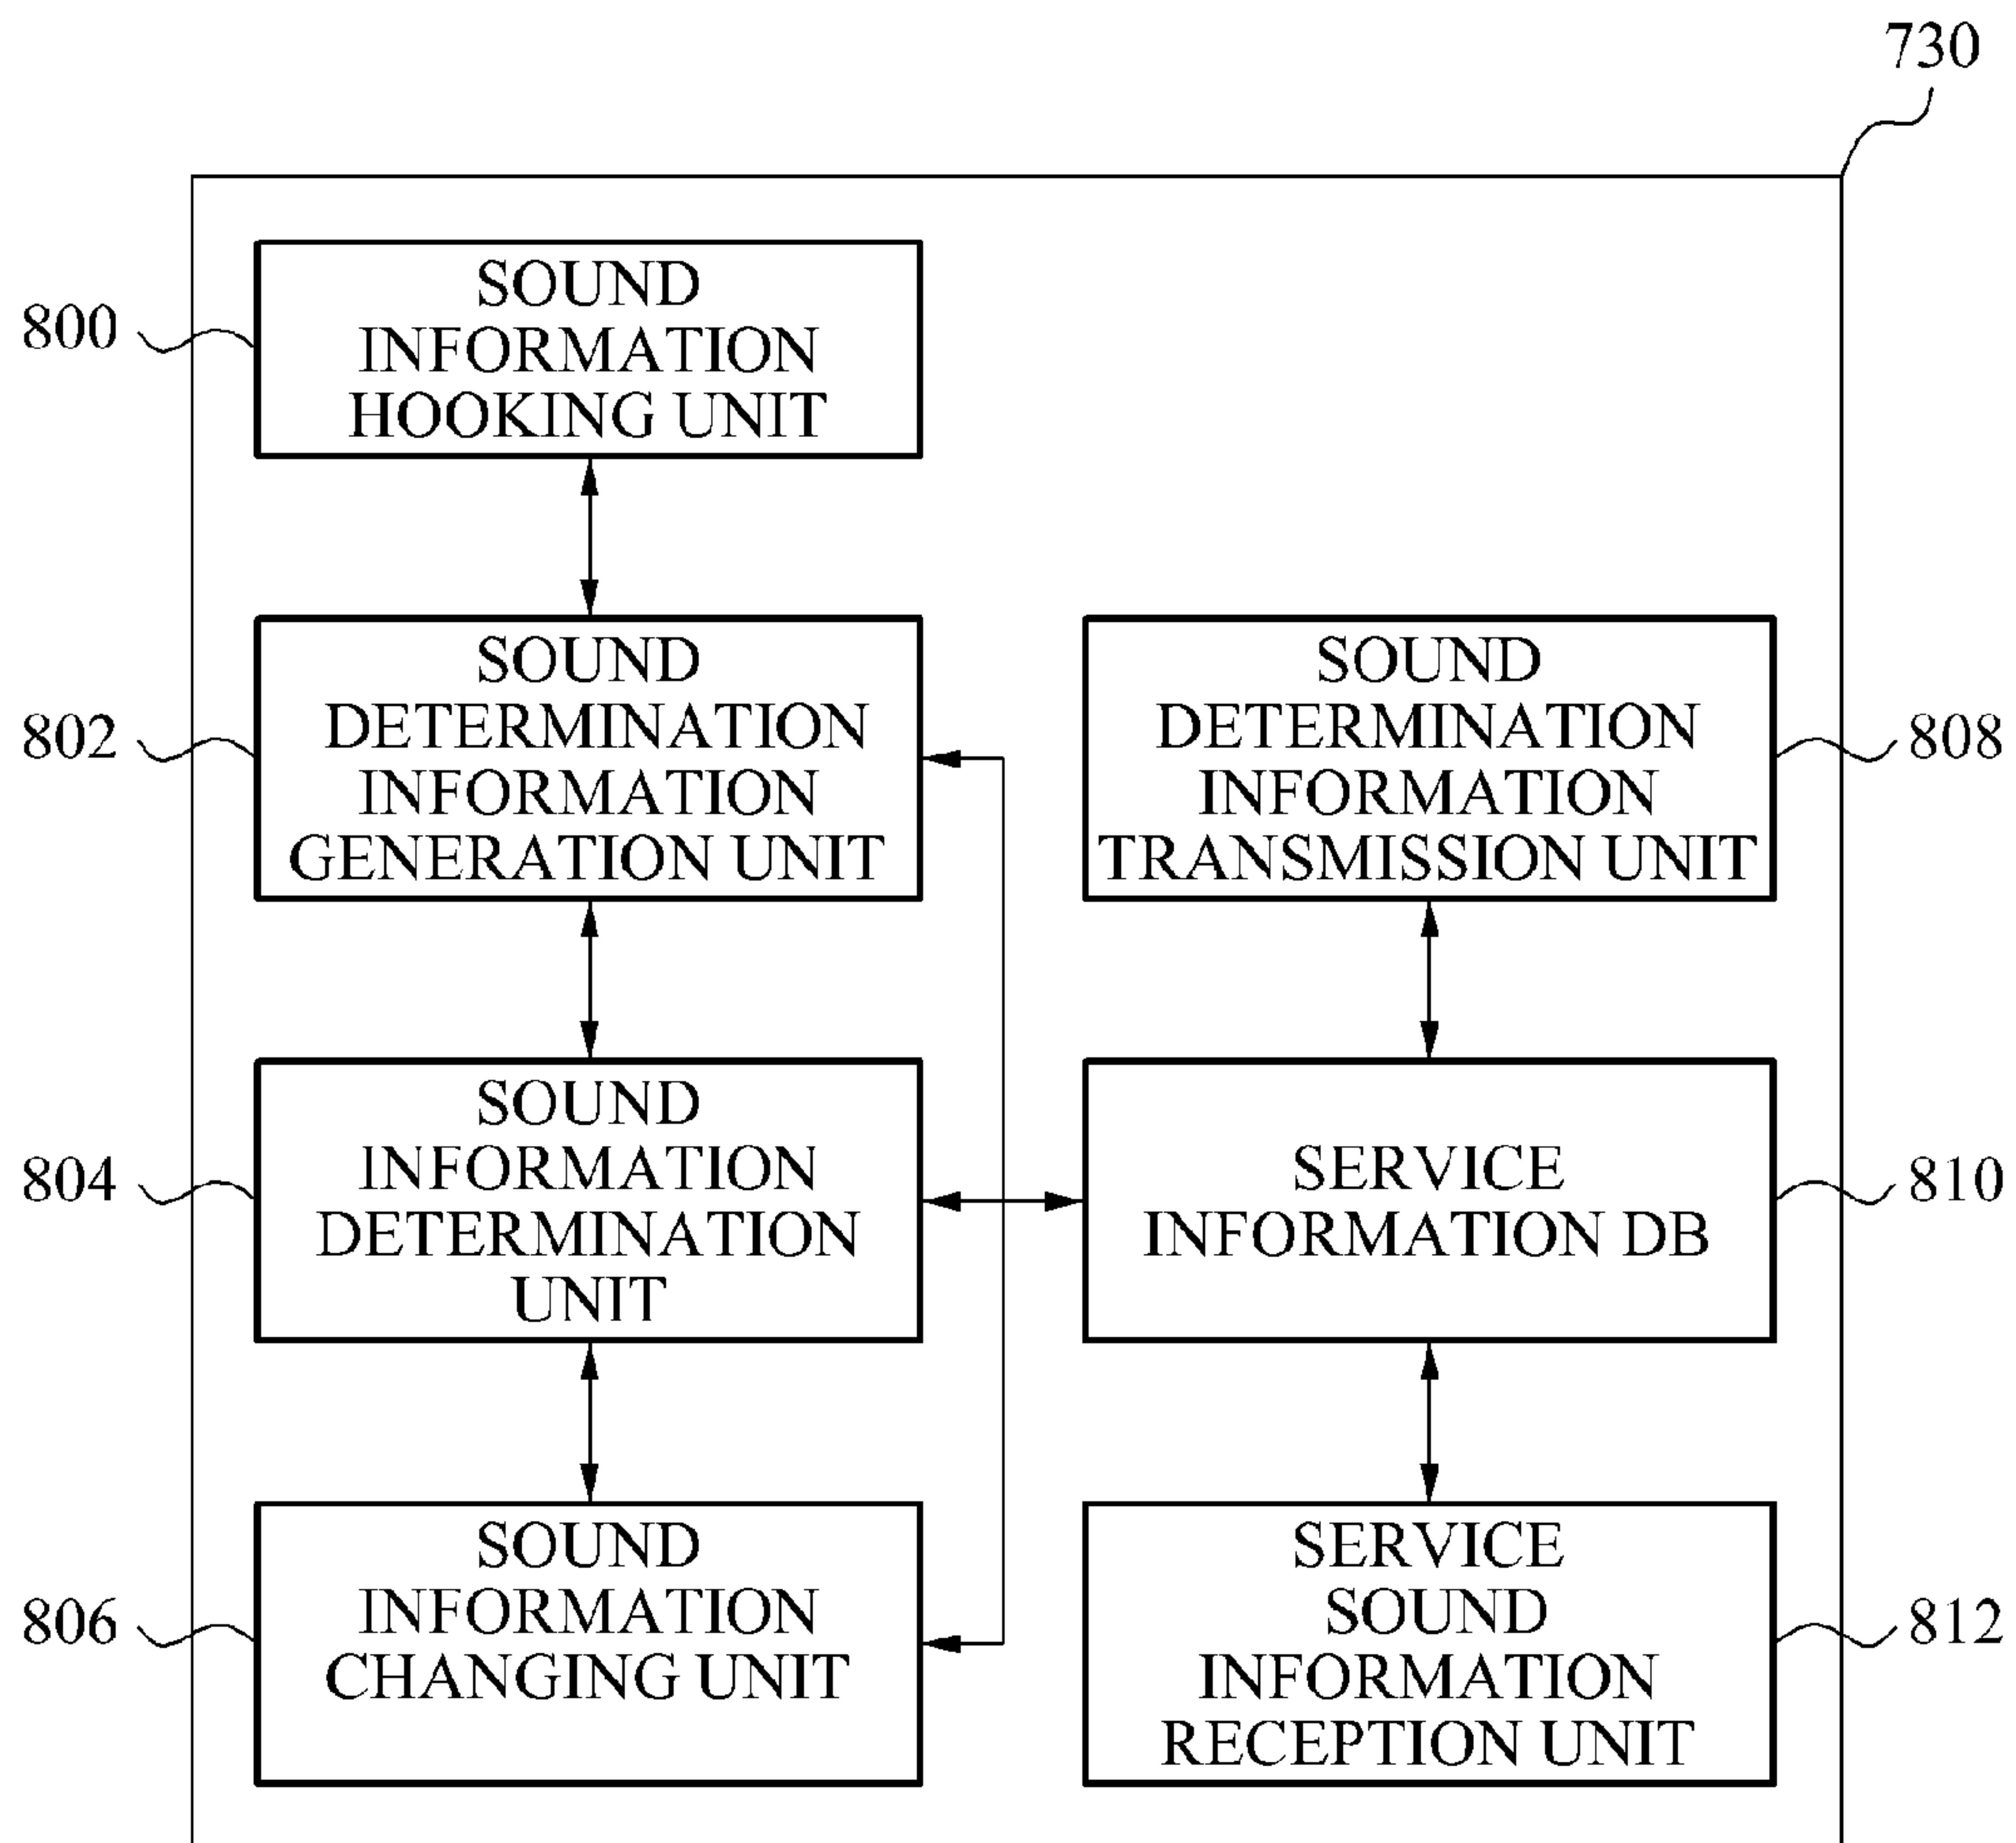 730
800
SOUND
INFORMATION
HOOKING UNIT
802
SOUND
DETERMINATION
INFORMATION
GENERATION UNIT
SOUND
DETERMINATION
INFORMATION
TRANSMISSION UNIT
808
804
SOUND
INFORMATION
DETERMINATION
UNIT
SERVICE
INFORMATION DB
810
806
SOUND
INFORMATION
CHANGING UNIT
SERVICE
SOUND
INFORMATION
RECEPTION UNIT
812